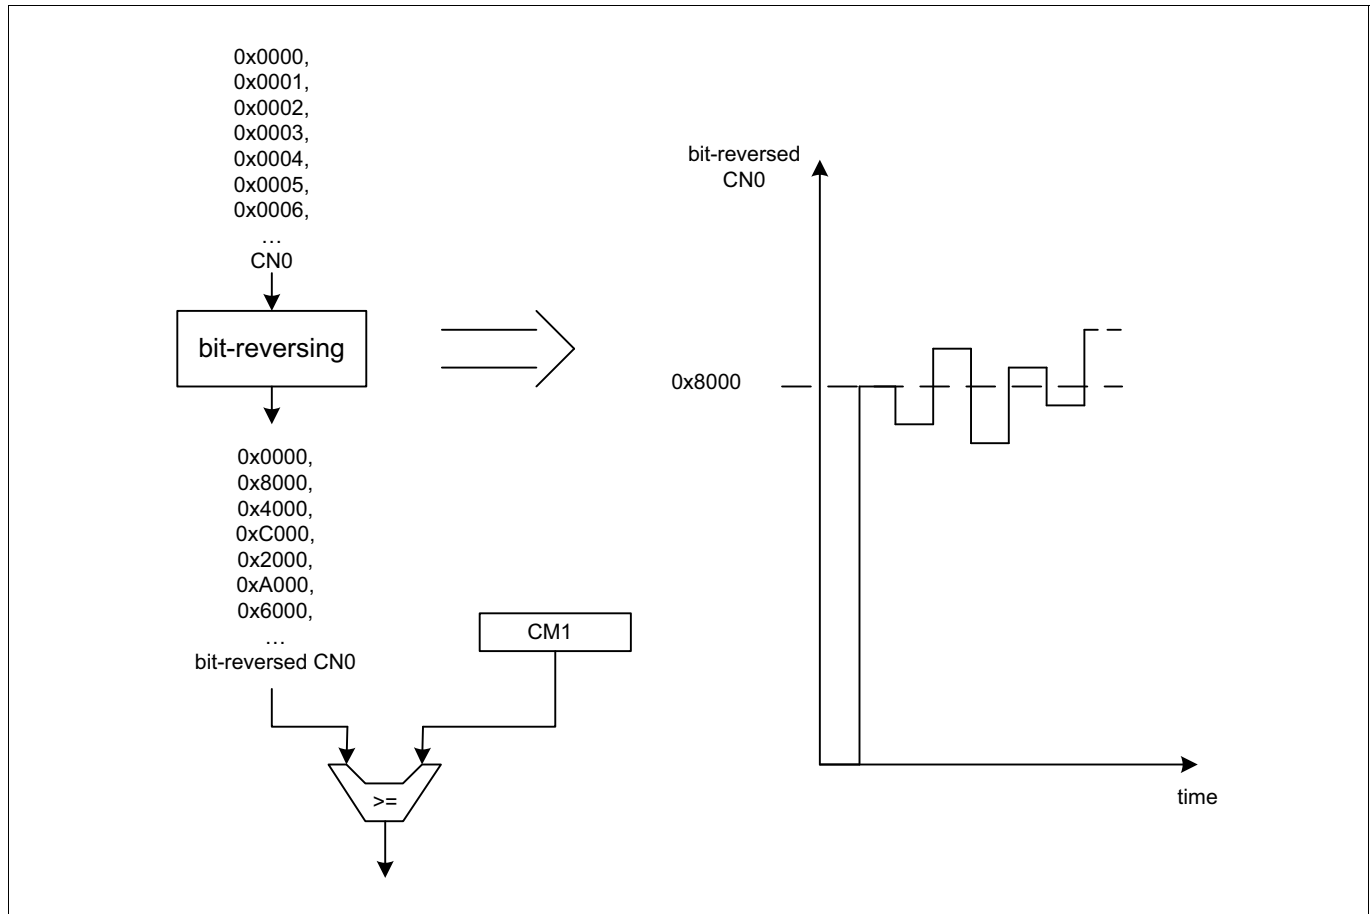 0x0000,
0x0001,
0x0002,
0x0003,
0x0004,
0x0005,
0x0006,
…
CN0
bit-reversing
0x0000,
0x8000,
0x4000,
0xC000,
0x2000,
0xA000,
0x6000,
…
bit-reversed CN0
CM1
>=
bit-reversed
CN0
0x8000
time